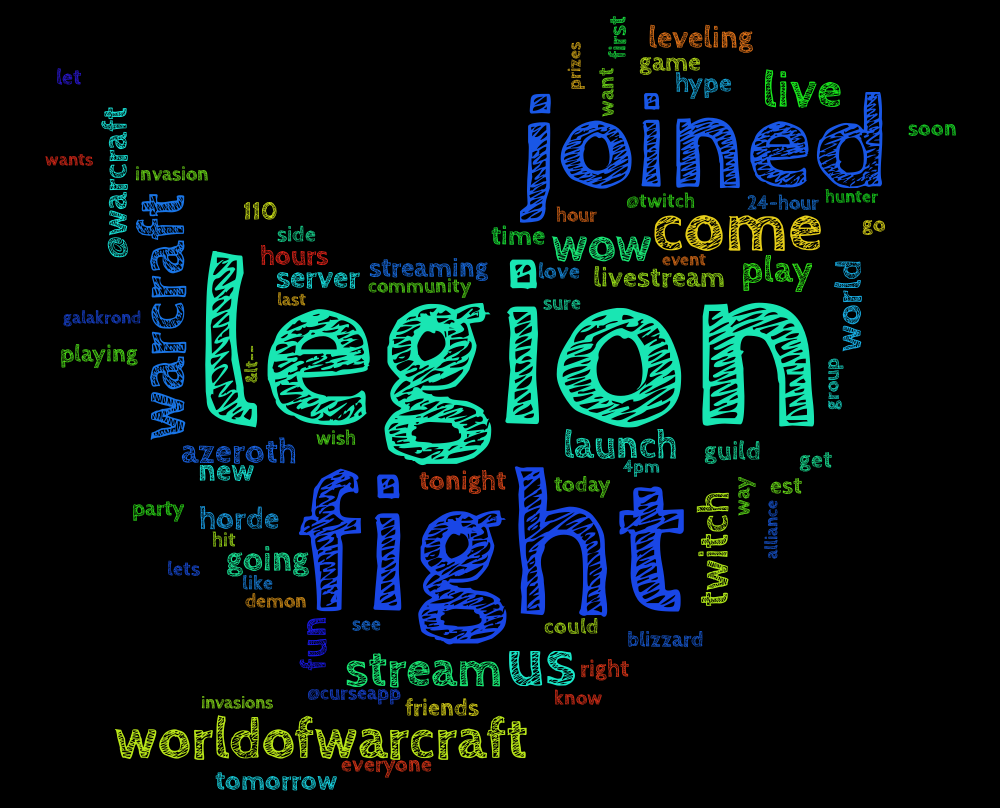 first
leveling
prizes
game
let
want
hype
live
joined
soon
@warcraft
wants
invasion
warcraft
110
@twitch
24-hour
hunter
hour
come
go
side
time
wow
hours
event
server
streaming
love
livestream
play
world
community
last
sure
legion
galakrond
playing
&lt--
group
wish
launch
azeroth
guild
new
4pm
get
fight
tonight
today
way
est
party
horde
twitch
alliance
hit
going
lets
like
demon
fun
see
could
blizzard
stream
us
right
@curseapp
know
invasions
friends
worldofwarcraft
everyone
tomorrow